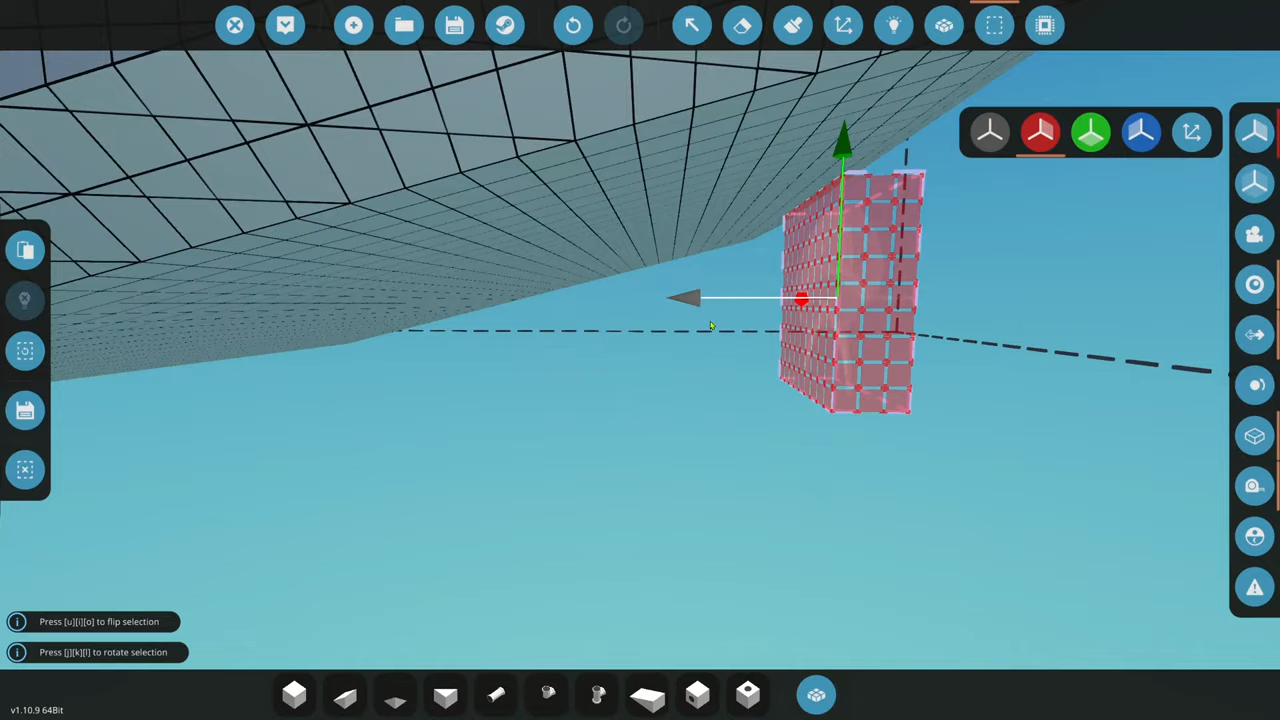 Press [u][i][o] to flip selection
Press [j][k][l] to rotate selection
v1.10.9 64Bit